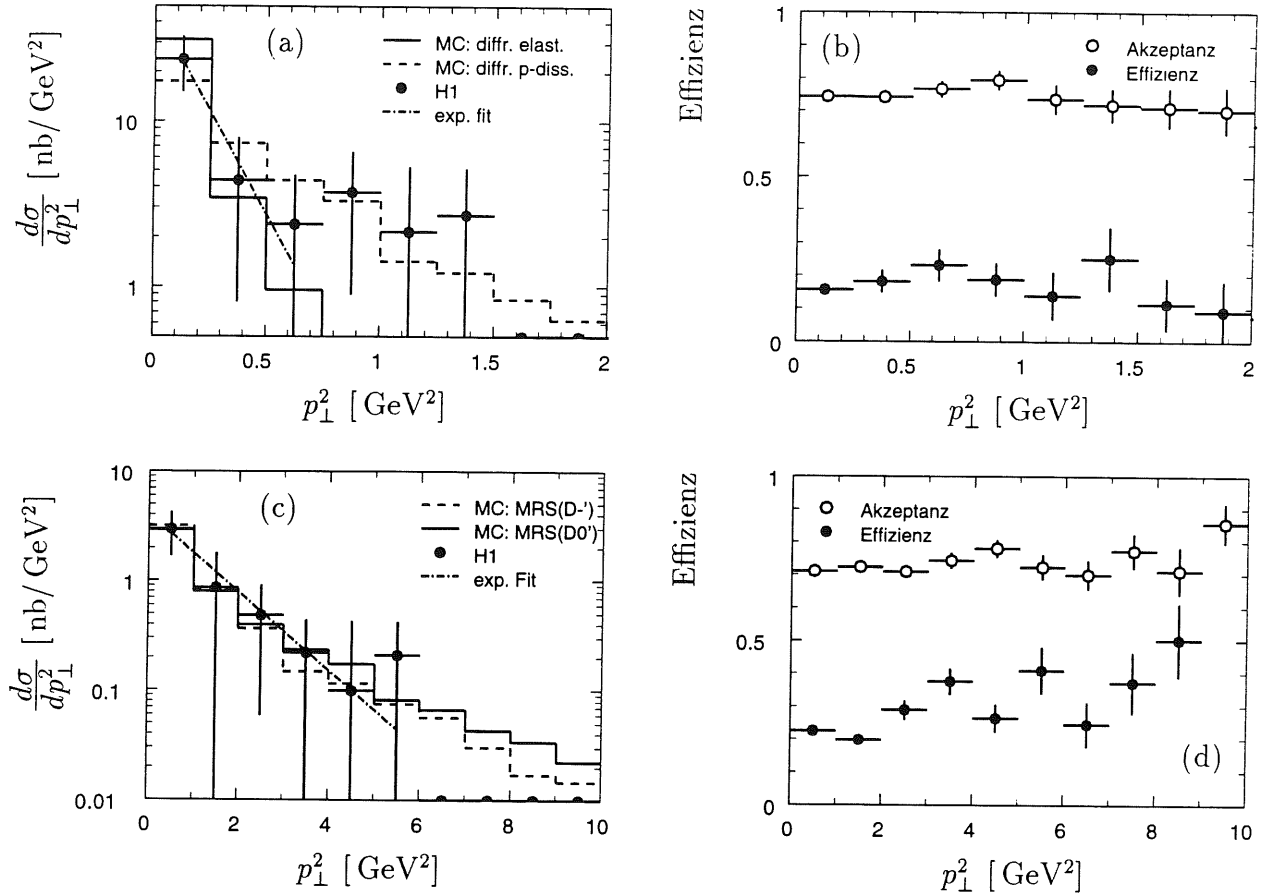 (a)
MC: diffr. elast.
MC: diffr. p-diss.
H1
exp. fit
10
1
dσ/dp²⊥ [nb/GeV²]
0 0.5 1 1.5 2
p²⊥ [GeV²]
(b)
Akzeptanz
Effizienz
Effizienz
1
0.5
0
0 0.5 1 1.5 2
p²⊥ [GeV²]
(c)
MC: MRS(D-')
MC: MRS(D0')
H1
exp. Fit
10
1
0.1
0.01
dσ/dp²⊥ [nb/GeV²]
0 2 4 6 8 10
p²⊥ [GeV²]
Akzeptanz
Effizienz
(d)
Effizienz
1
0.5
0
0 2 4 6 8 10
p²⊥ [GeV²]